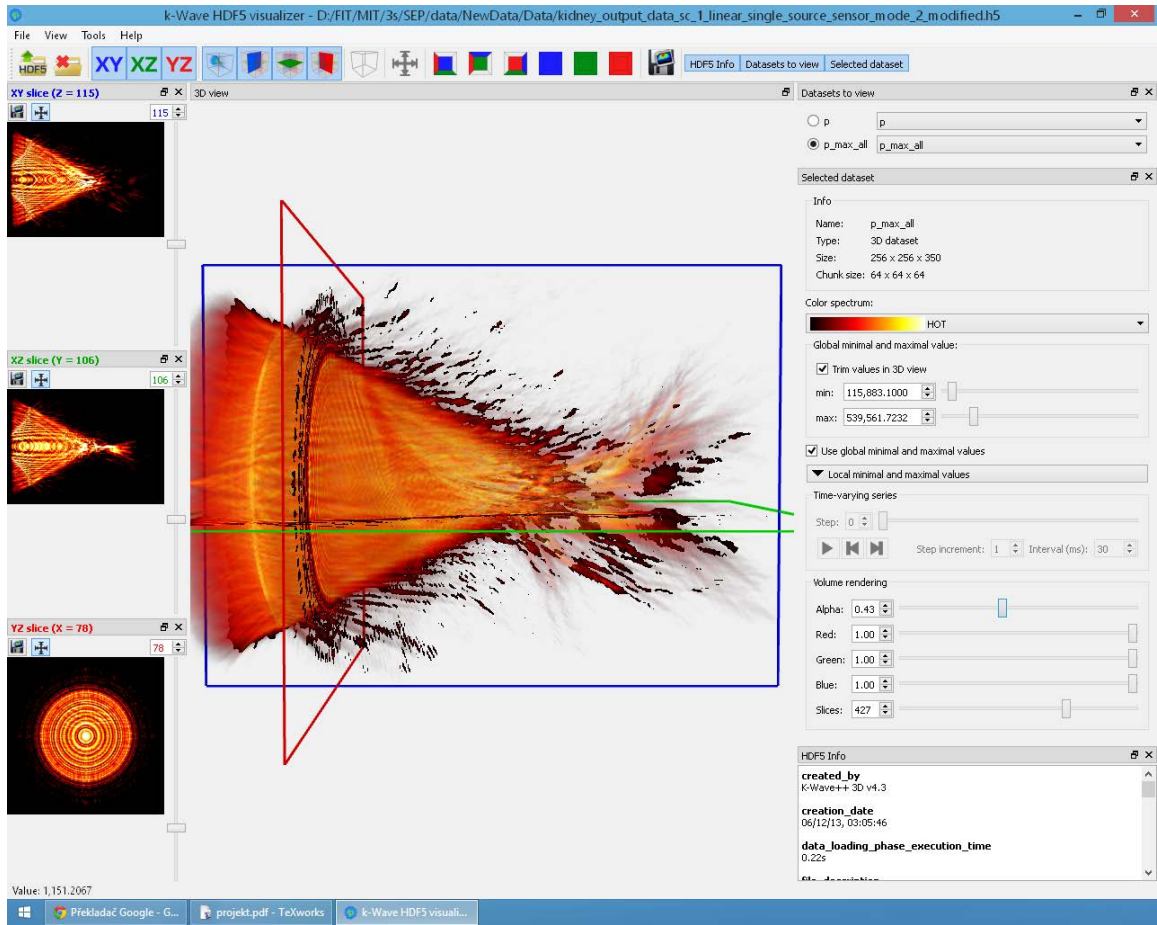 k-Wave HDF5 visualizer - D:/FIT/MIT/3s/SEP/data/NewData/Data/kidney_output_data_sc_1_linear_single_source_sensor_mode_2_modified.h5
File View Tools Help
HDF5 XY XZ YZ HDF5 Info Datasets to view Selected dataset
XY slice (Z = 115)
115
XZ slice (Y = 106)
106
YZ slice (X = 78)
78
3D view
Datasets to view
p p
p_max_all p_max_all
Selected dataset
Info
Name: p_max_all
Type: 3D dataset
Size: 256 x 256 x 350
Chunk size: 64 x 64 x 64
Color spectrum:
HOT
Global minimal and maximal value:
Trim values in 3D view
min: 115,883.1000
max: 539,561.7232
Use global minimal and maximal values
Local minimal and maximal values
Time-varying series
Step: 0
Step increment: 1 Interval (ms): 30
Volume rendering
Alpha: 0.43
Red: 1.00
Green: 1.00
Blue: 1.00
Slices: 427
HDF5 Info
created_by
K-Wave++ 3D v4.3
creation_date
06/12/13, 03:05:46
data_loading_phase_execution_time
0.22s
Value: 1,151.2067
Překladač Google - G... projekt.pdf - TeXworks k-Wave HDF5 visuali...